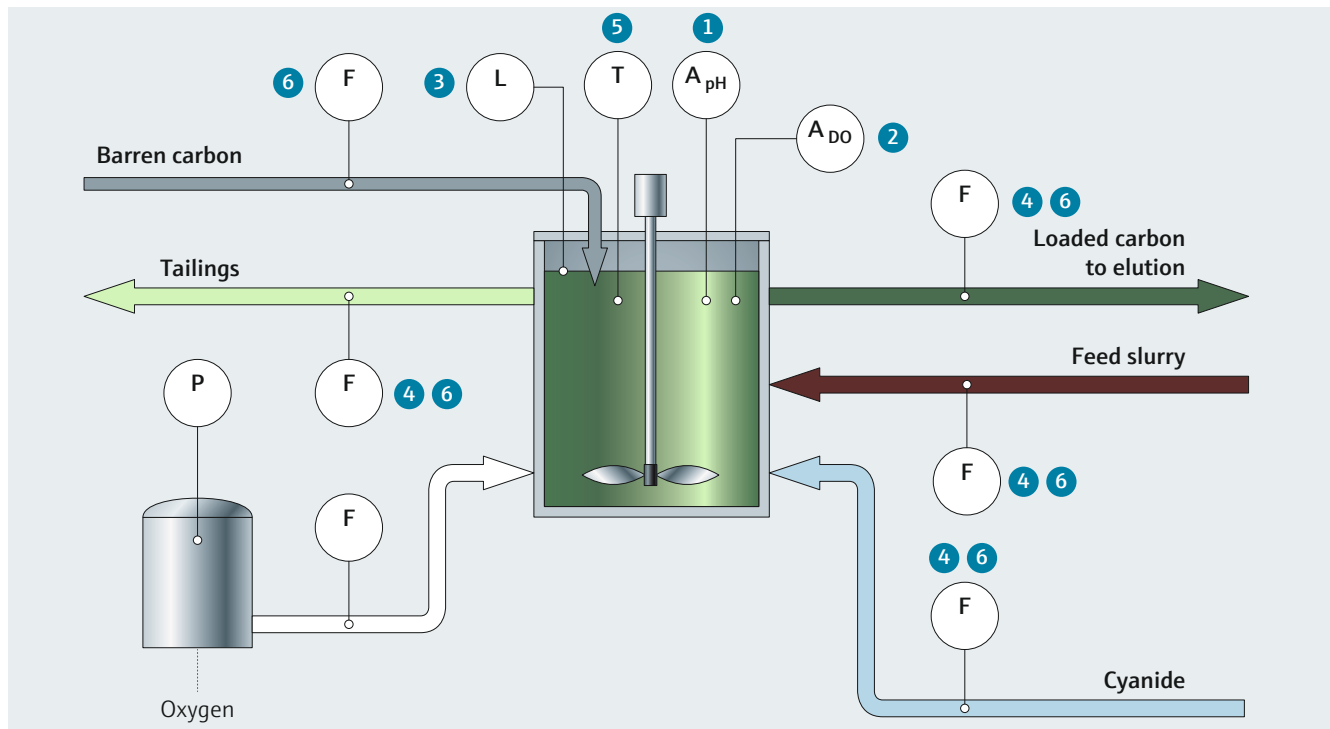 5 1
6 F 3 L T A pH
A DO 2
Barren carbon
F 4 6
Tailings
Loaded carbon
to elution
Feed slurry
P F 4 6
F 4 6
F
4 6
F
Cyanide
Oxygen